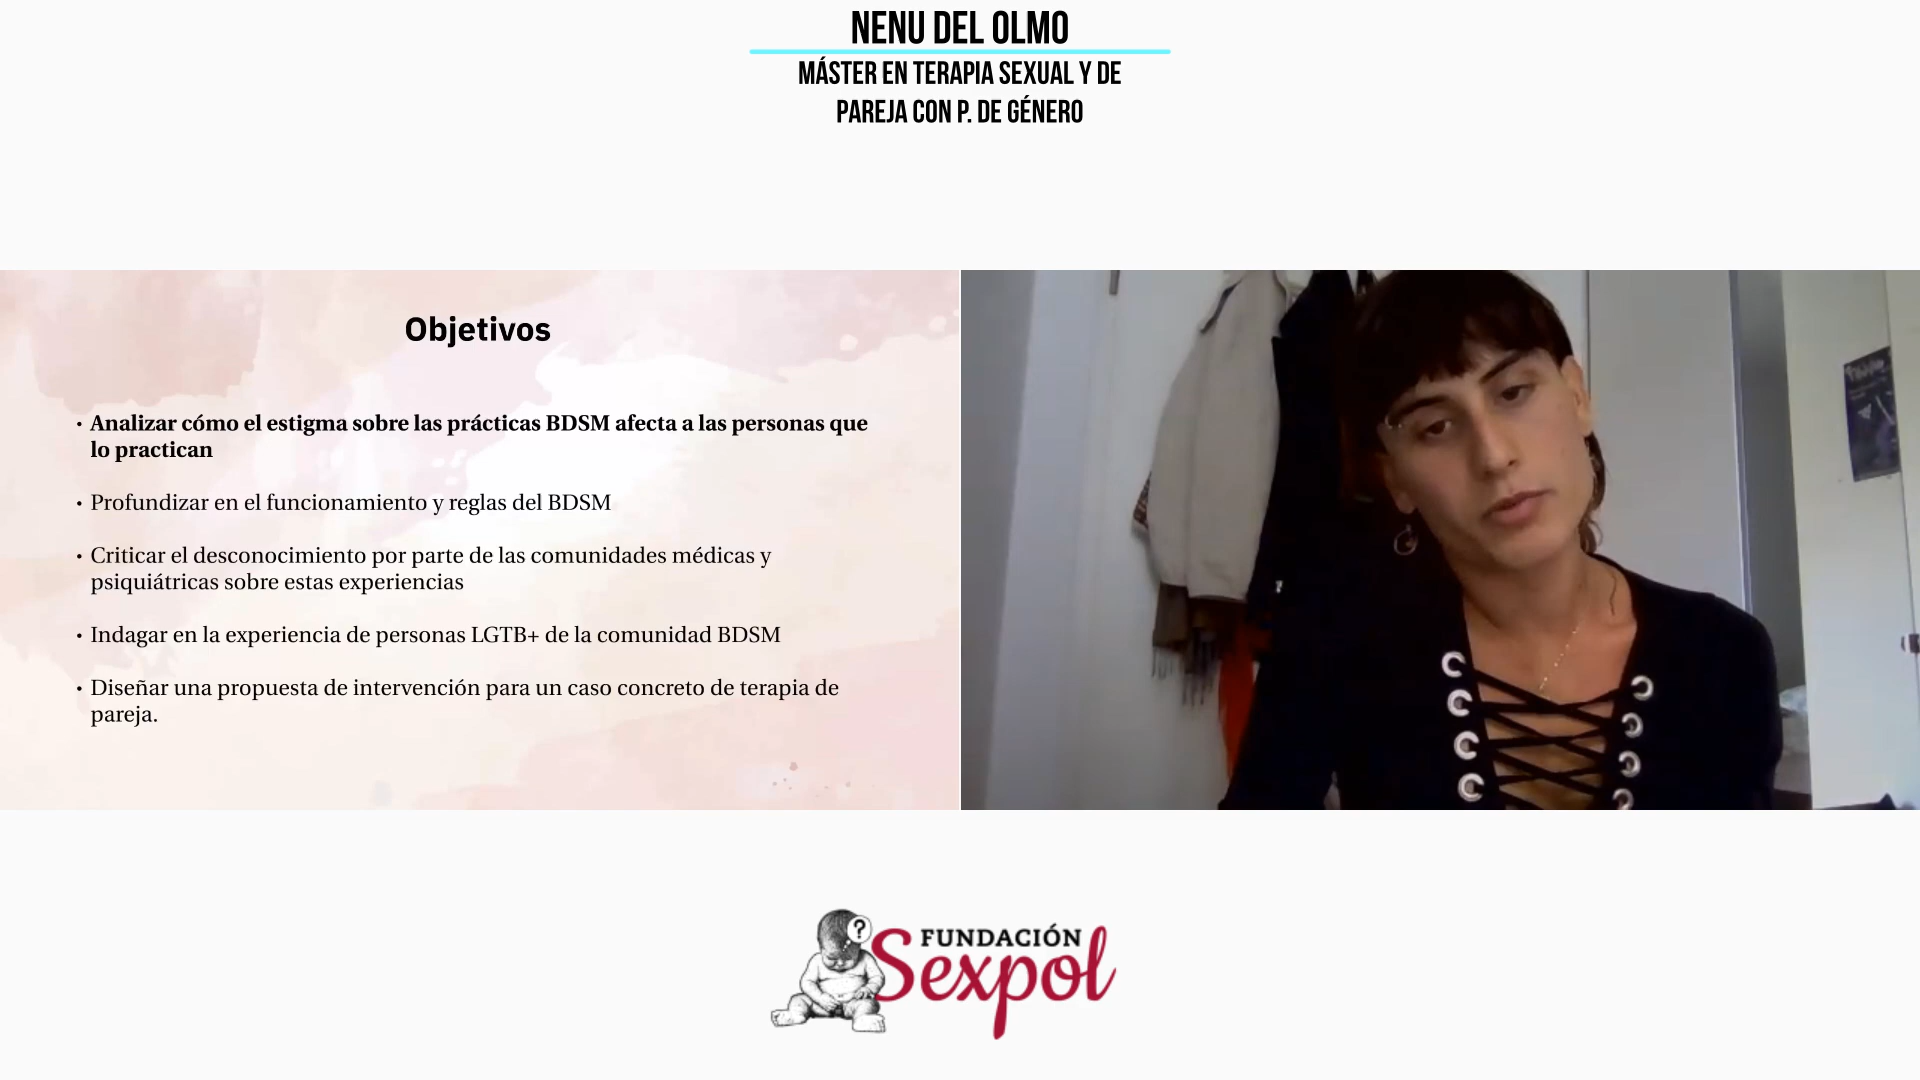 NENU DEL OLMO
MÁSTER EN TERAPIA SEXUAL Y DE
PAREJA CON P. DE GÉNERO
Objetivos
• Analizar cómo el estigma sobre las prácticas BDSM afecta a las personas que
lo practican
• Profundizar en el funcionamiento y reglas del BDSM
• Criticar el desconocimiento por parte de las comunidades médicas y
psiquiátricas sobre estas experiencias
• Indagar en la experiencia de personas LGTB+ de la comunidad BDSM
• Diseñar una propuesta de intervención para un caso concreto de terapia de
pareja.
?
FUNDACIÓN
Sexpol